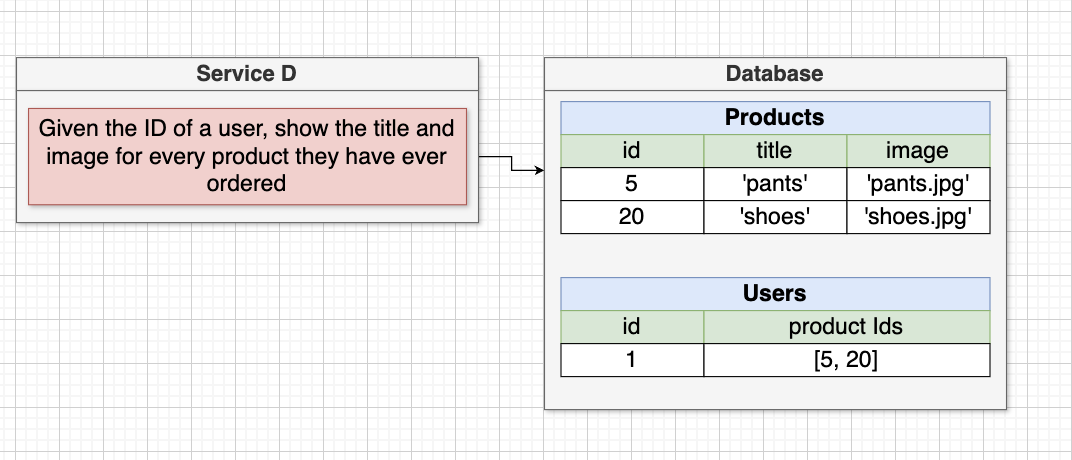 Service D
Given the ID of a user, show the title and
image for every product they have ever
ordered
Database
Products
id title image
5 'pants' 'pants.jpg'
20 'shoes' 'shoes.jpg'
Users
id product Ids
1 [5, 20]